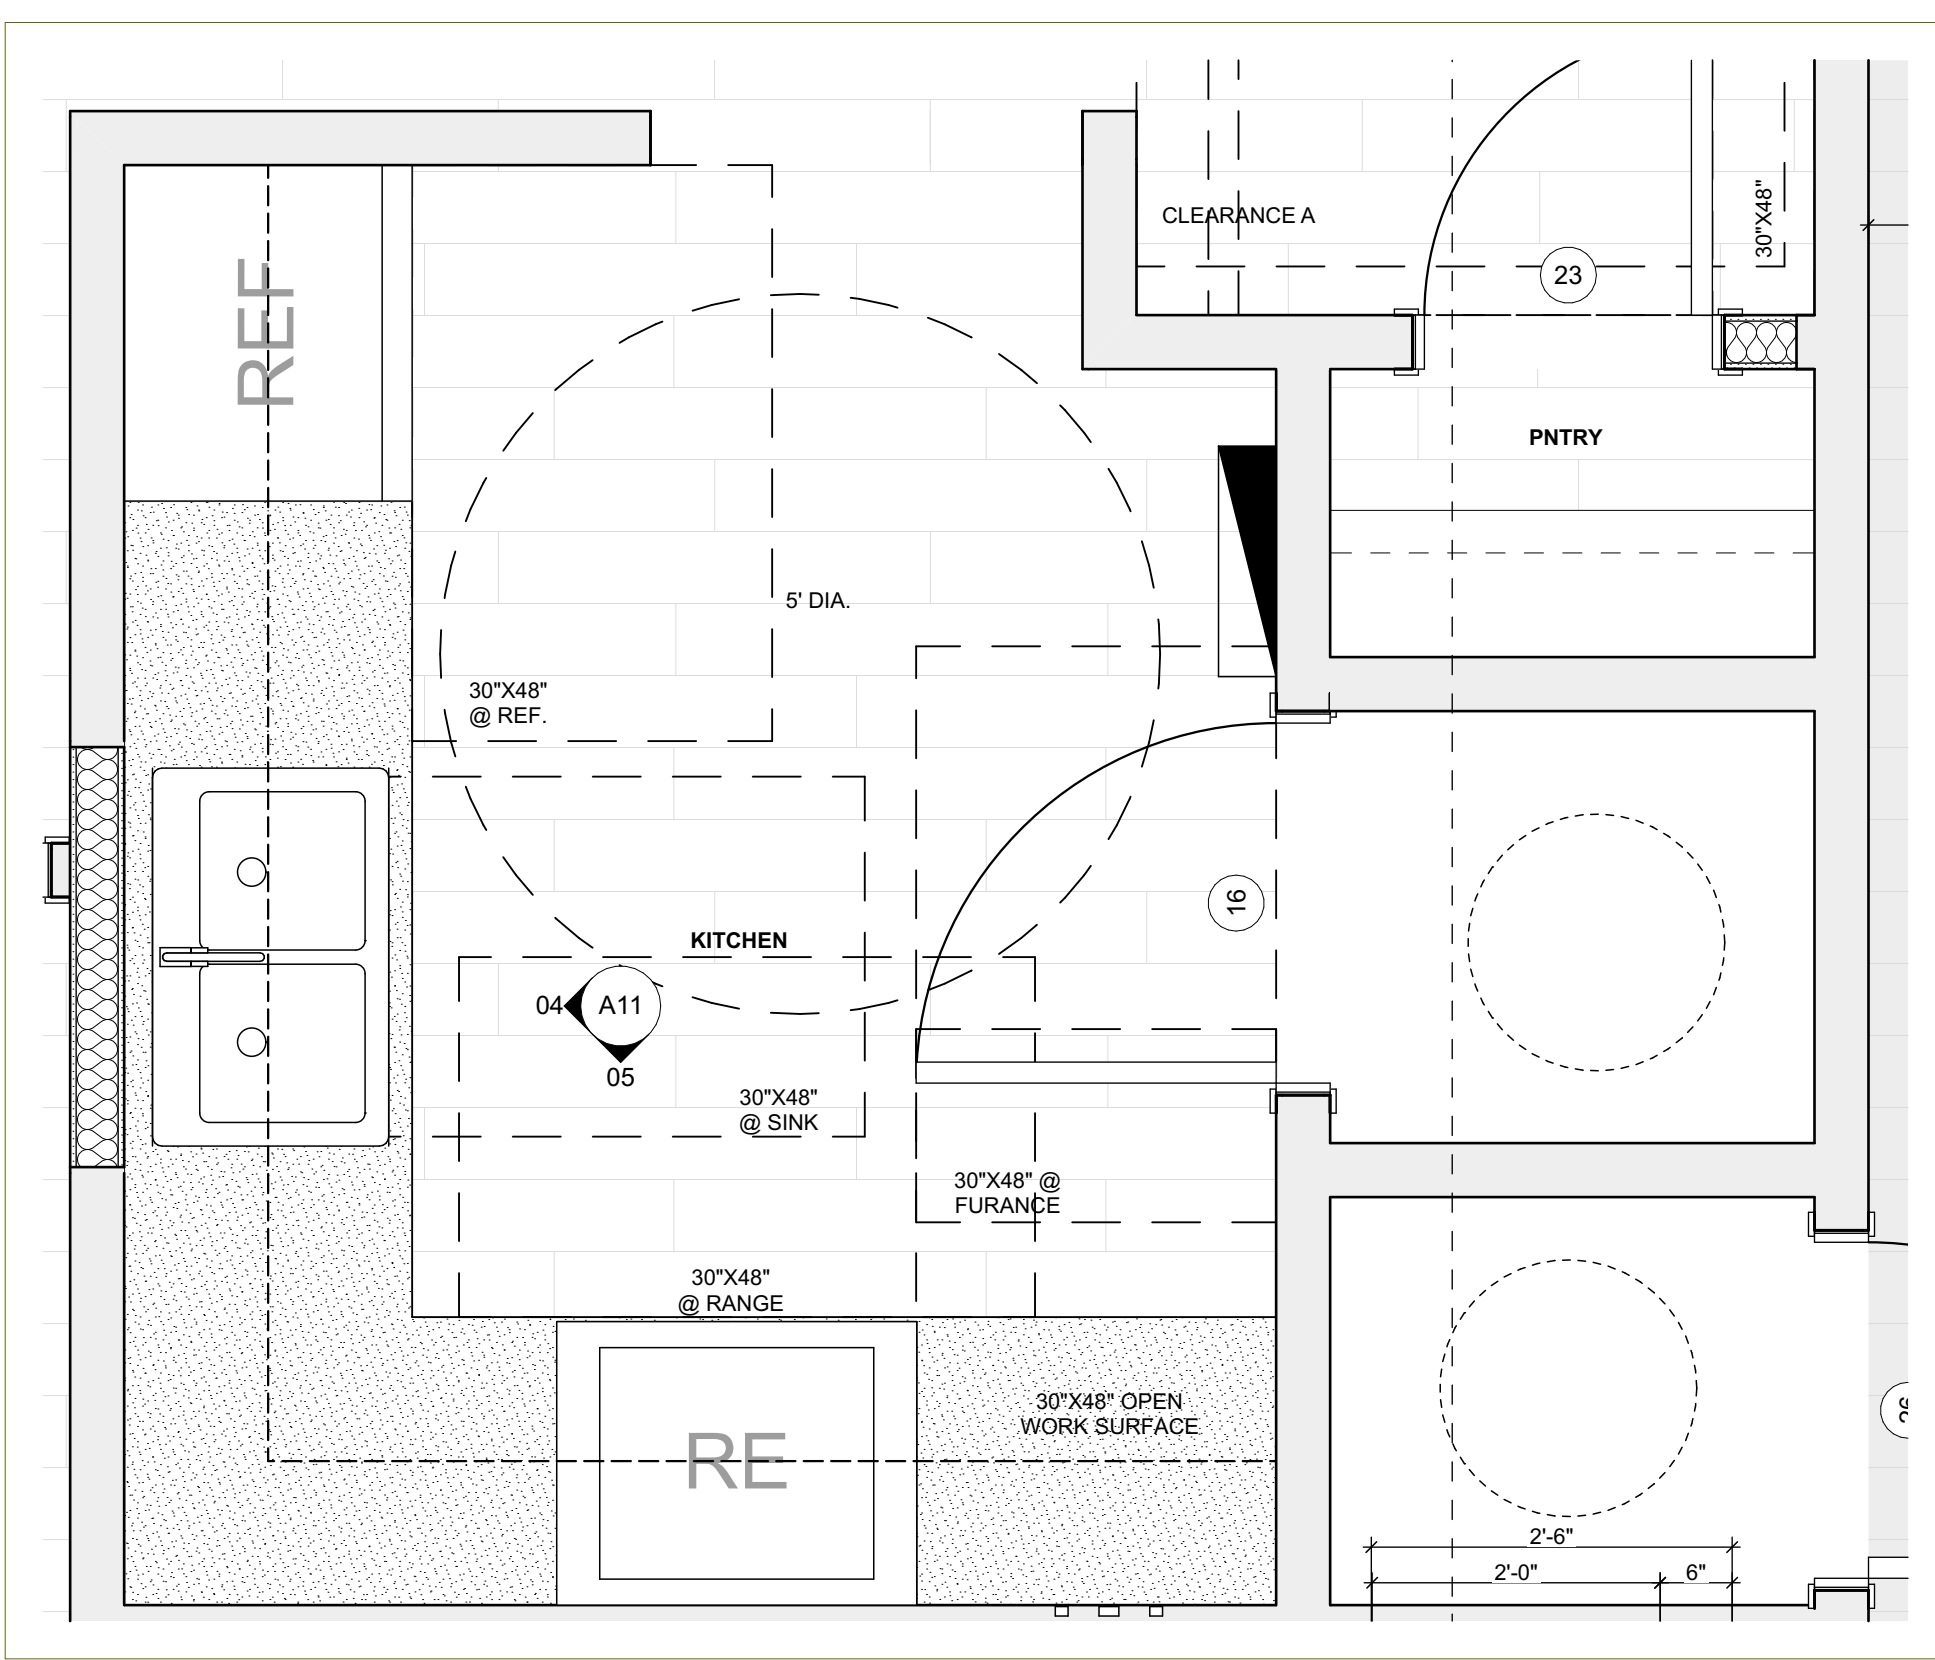 CLEARANCE A
30"X48"
23
REF
PNTRY
5' DIA.
30"X48"
@ REF.
16
KITCHEN
04
A11
05
30"X48"
@ SINK
30"X48" @
FURANCE
30"X48"
@ RANGE
30"X48" OPEN
WORK SURFACE
RE
2'-6"
2'-0"
6"